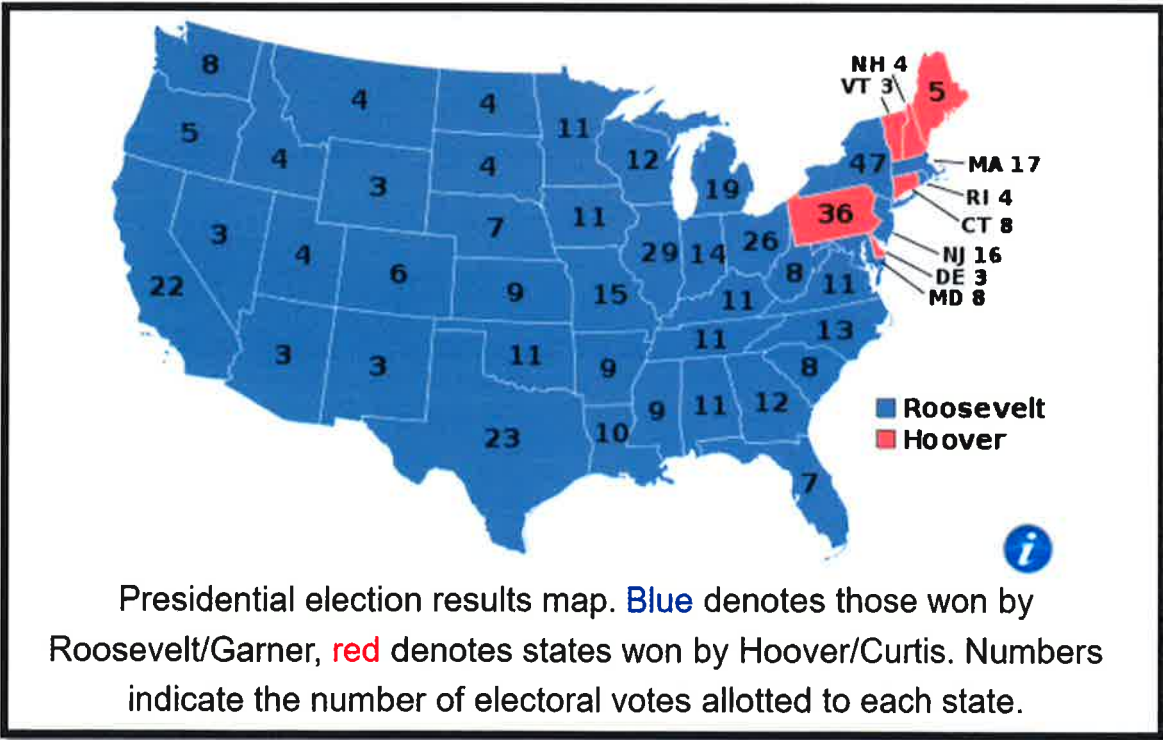 NH 4
VT 3
5
8
4
4
11
5
4
4
12
47
MA 17
3
19
RI 4
36
CT 8
7
11
3
4
29
14
26
NJ 16
6
8
DE 3
22
9
15
11
11
MD 8
13
11
3
3
11
9
8
9
11
12
Roosevelt
23
10
Hoover
7
i
Presidential election results map. Blue denotes those won by
Roosevelt/Garner, red denotes states won by Hoover/Curtis. Numbers
indicate the number of electoral votes allotted to each state.